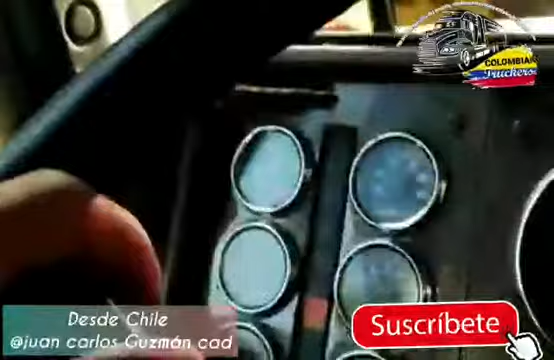 COLOMBIAN
Truckers
Desde Chile
@juan carlos Guzmán cad
Suscríbete